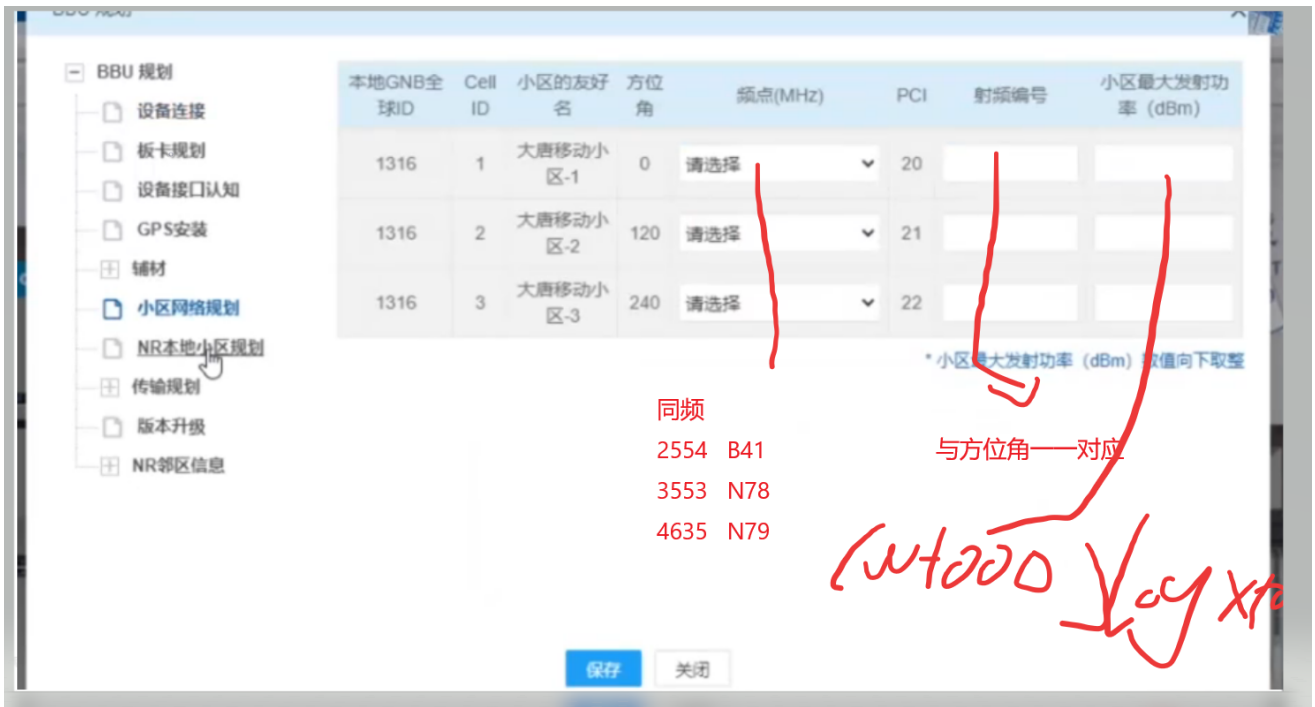 BBU 规划
BBU 规划
设备连接
板卡规划
设备接口认知
GPS安装
辅材
小区网络规划
NR本地小区规划
传输规划
版本升级
NR邻区信息
本地GNB全球ID Cell ID 小区的友好名 方位角 频点(MHz) PCI 射频编号 小区最大发射功率（dBm）
1316 1 大唐移动小区-1 0 请选择 20
1316 2 大唐移动小区-2 120 请选择 21
1316 3 大唐移动小区-3 240 请选择 22
* 小区最大发射功率（dBm）数值向下取整
同频
2554 B41
3553 N78
4635 N79
与方位角一一对应
保存 关闭